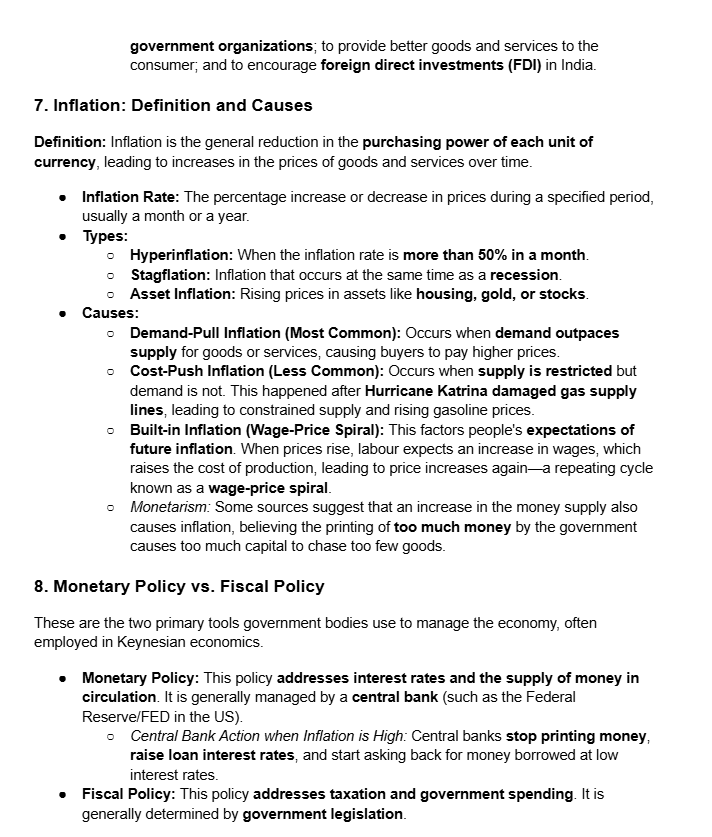 government organizations; to provide better goods and services to the
consumer; and to encourage foreign direct investments (FDI) in India.
7. Inflation: Definition and Causes
Definition: Inflation is the general reduction in the purchasing power of each unit of
currency, leading to increases in the prices of goods and services over time.
● Inflation Rate: The percentage increase or decrease in prices during a specified period,
usually a month or a year.
● Types:
○ Hyperinflation: When the inflation rate is more than 50% in a month.
○ Stagflation: Inflation that occurs at the same time as a recession.
○ Asset Inflation: Rising prices in assets like housing, gold, or stocks.
● Causes:
○ Demand-Pull Inflation (Most Common): Occurs when demand outpaces
supply for goods or services, causing buyers to pay higher prices.
○ Cost-Push Inflation (Less Common): Occurs when supply is restricted but
demand is not. This happened after Hurricane Katrina damaged gas supply
lines, leading to constrained supply and rising gasoline prices.
○ Built-in Inflation (Wage-Price Spiral): This factors people's expectations of
future inflation. When prices rise, labour expects an increase in wages, which
raises the cost of production, leading to price increases again—a repeating cycle
known as a wage-price spiral.
○ Monetarism: Some sources suggest that an increase in the money supply also
causes inflation, believing the printing of too much money by the government
causes too much capital to chase too few goods.
8. Monetary Policy vs. Fiscal Policy
These are the two primary tools government bodies use to manage the economy, often
employed in Keynesian economics.
● Monetary Policy: This policy addresses interest rates and the supply of money in
circulation. It is generally managed by a central bank (such as the Federal
Reserve/FED in the US).
○ Central Bank Action when Inflation is High: Central banks stop printing money,
raise loan interest rates, and start asking back for money borrowed at low
interest rates.
● Fiscal Policy: This policy addresses taxation and government spending. It is
generally determined by government legislation.